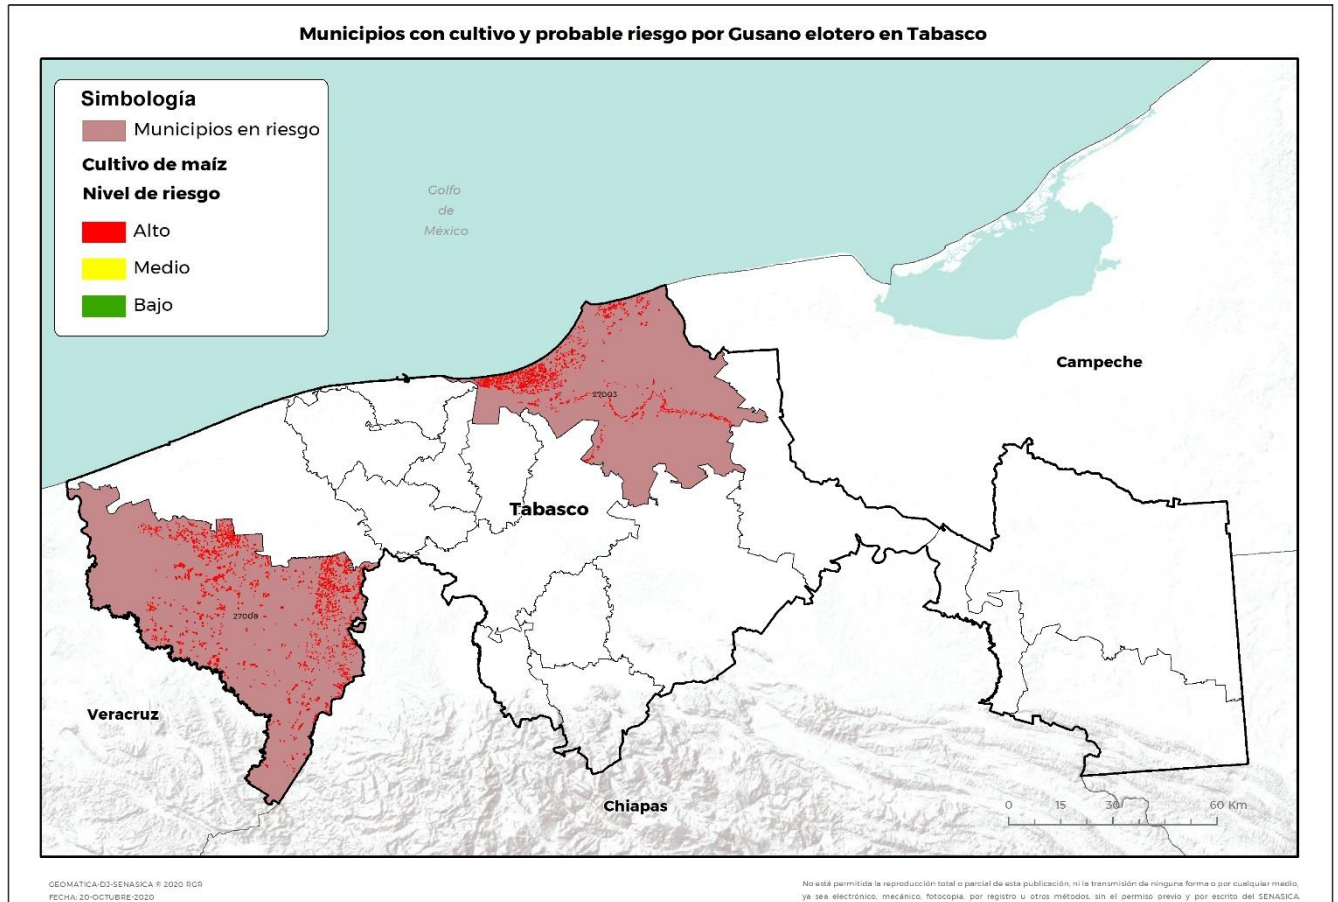 Municipios con cultivo y probable riesgo por Gusano elotero en Tabasco
Simbología
Municipios en riesgo
Cultivo de maíz
Nivel de riesgo
Alto
Medio
Bajo
Golfo
de
México
Campeche
27003
Tabasco
27008
Veracruz
Chiapas
0 15 30 60 Km
GEOMATICA-DJ-SENASICA ® 2020 RGR
FECHA: 20-OCTUBRE-2020
No está permitida la reproducción total o parcial de esta publicación, ni la transmisión de ninguna forma o por cualquier medio,
ya sea electrónico, mecánico, fotocopia, por registro u otros métodos, sin el permiso previo y por escrito del SENASICA.